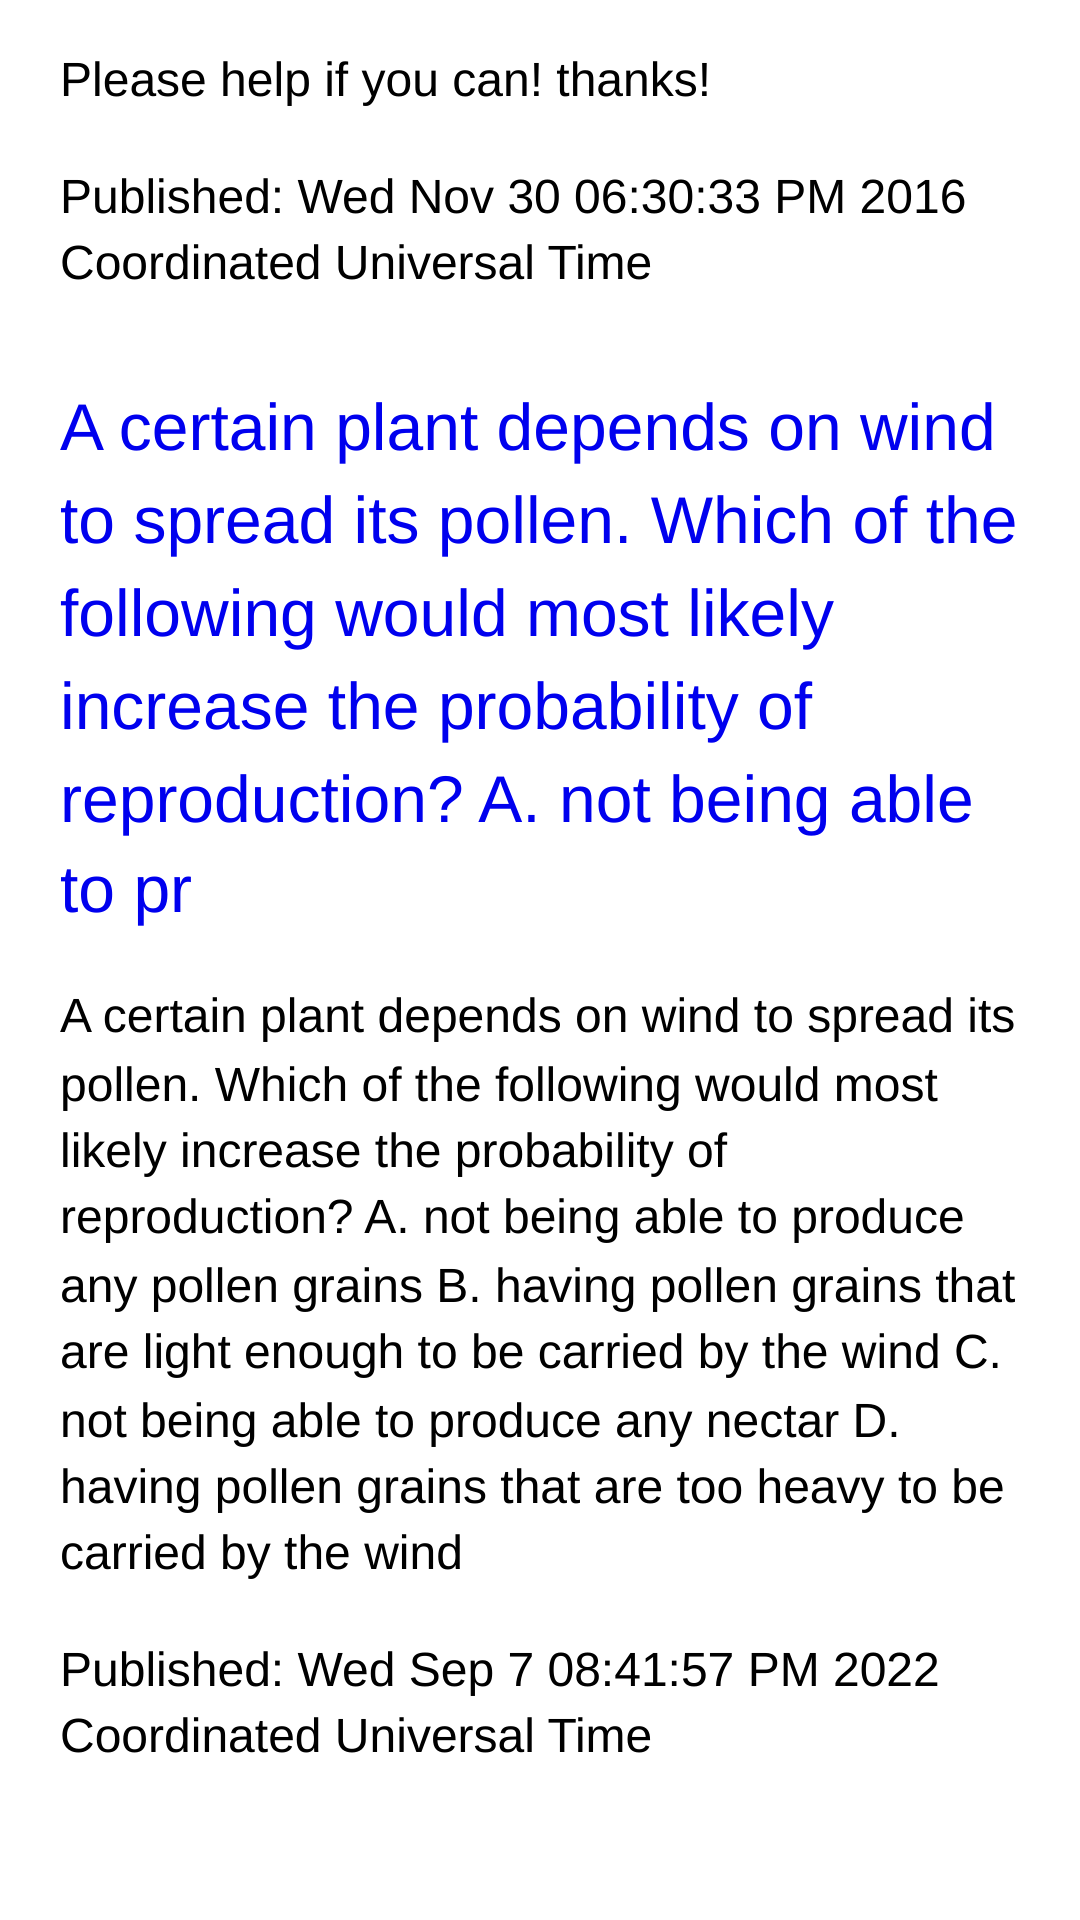 Please help if you can! thanks!
Published: Wed Nov 30 06:30:33 PM 2016
Coordinated Universal Time
A certain plant depends on wind
to spread its pollen. Which of the
following would most likely
increase the probability of
reproduction? A. not being able
to pr
A certain plant depends on wind to spread its
pollen. Which of the following would most
likely increase the probability of
reproduction? A. not being able to produce
any pollen grains B. having pollen grains that
are light enough to be carried by the wind C.
not being able to produce any nectar D.
having pollen grains that are too heavy to be
carried by the wind
Published: Wed Sep 7 08:41:57 PM 2022
Coordinated Universal Time